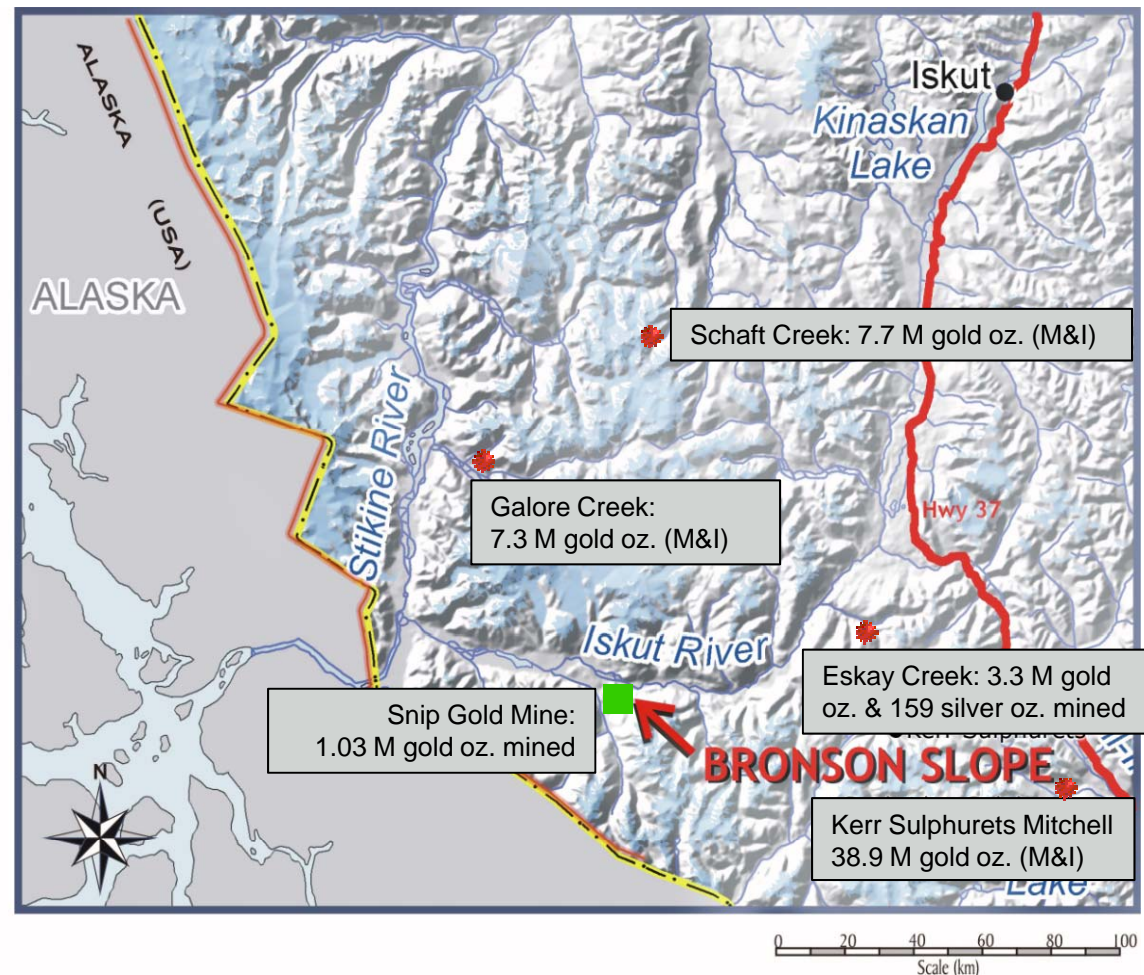 ALASKA
(USA)
ALASKA
Iskut
Kinaskan
Lake
Schaft Creek: 7.7 M gold oz. (M&I)
Stikine River
Galore Creek:
7.3 M gold oz. (M&I)
Hwy 37
Iskut River
Eskay Creek: 3.3 M gold
oz. & 159 silver oz. mined
Snip Gold Mine:
1.03 M gold oz. mined
BRONSON SLOPE
Kerr Sulphurets Mitchell
38.9 M gold oz. (M&I)
Lake
N
0 20 40 60 80 100
Scale (km)